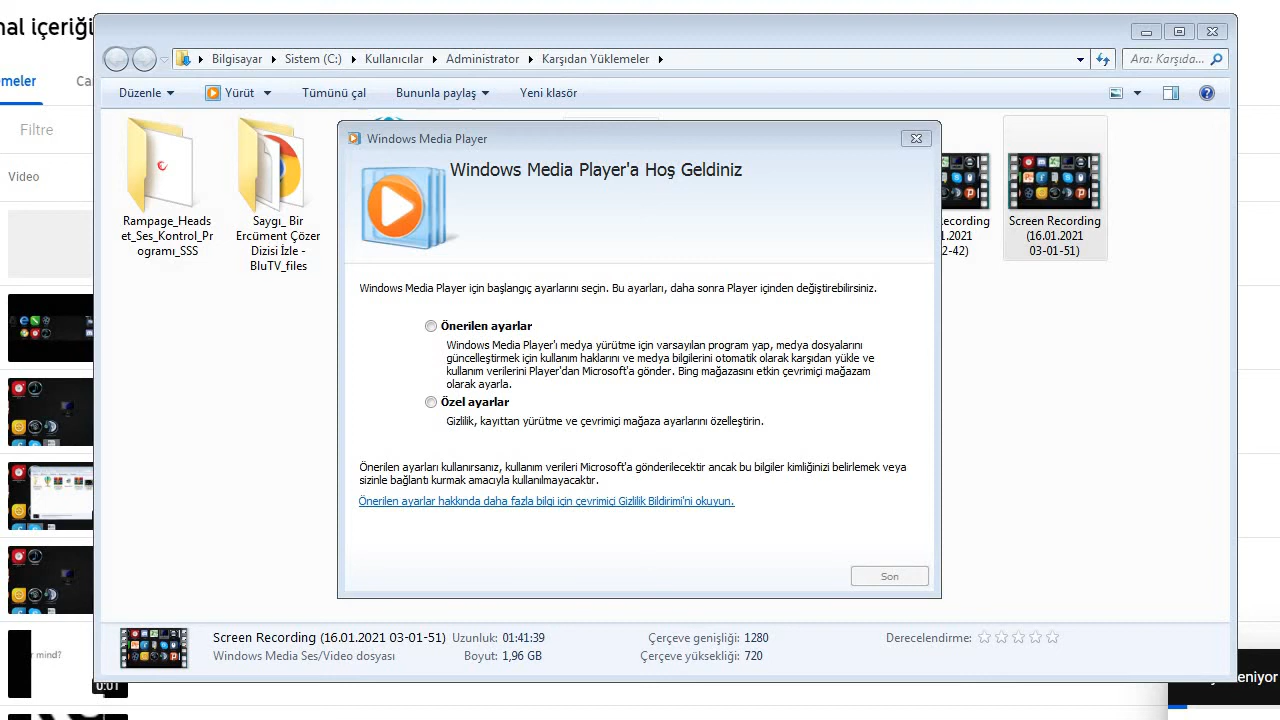 nal içeriği
Bilgisayar
Sistem (C:)
Kullanıcılar
Administrator
Karşıdan Yüklemeler
Ara: Karşıda...
meler
Ca
Düzenle
Yürüt
Tümünü çal
Bununla paylaş
Yeni klasör
Filtre
Video
Windows Media Player
Windows Media Player'a Hoş Geldiniz
Rampage_Heads
et_Ses_Kontrol_Pr
ogramı_SSS
Saygı_ Bir
Ercüment Çözer
Dizisi İzle -
BluTV_files
ecording
1.2021
2-42)
Screen Recording
(16.01.2021
03-01-51)
Windows Media Player için başlangıç ayarlarını seçin. Bu ayarları, daha sonra Player içinden değiştirebilirsiniz.
Önerilen ayarlar
Windows Media Player'ı medya yürütme için varsayılan program yap, medya dosyalarını
güncelleştirmek için kullanım haklarını ve medya bilgilerini otomatik olarak karşıdan yükle ve
kullanım verilerini Player'dan Microsoft'a gönder. Bing mağazasını etkin çevrimiçi mağazam
olarak ayarla.
Özel ayarlar
Gizlilik, kayıttan yürütme ve çevrimiçi mağaza ayarlarını özelleştirin.
Önerilen ayarları kullanırsanız, kullanım verileri Microsoft'a gönderilecektir ancak bu bilgiler kimliğinizi belirlemek veya
sizinle bağlantı kurmak amacıyla kullanılmayacaktır.
Önerilen ayarlar hakkında daha fazla bilgi için çevrimiçi Gizlilik Bildirimi'ni okuyun.
Son
Screen Recording (16.01.2021 03-01-51)
Uzunluk: 01:41:39
Çerçeve genişliği: 1280
Derecelendirme:
Windows Media Ses/Video dosyası
Boyut: 1,96 GB
Çerçeve yüksekliği: 720
mind?
0:01
eniyor